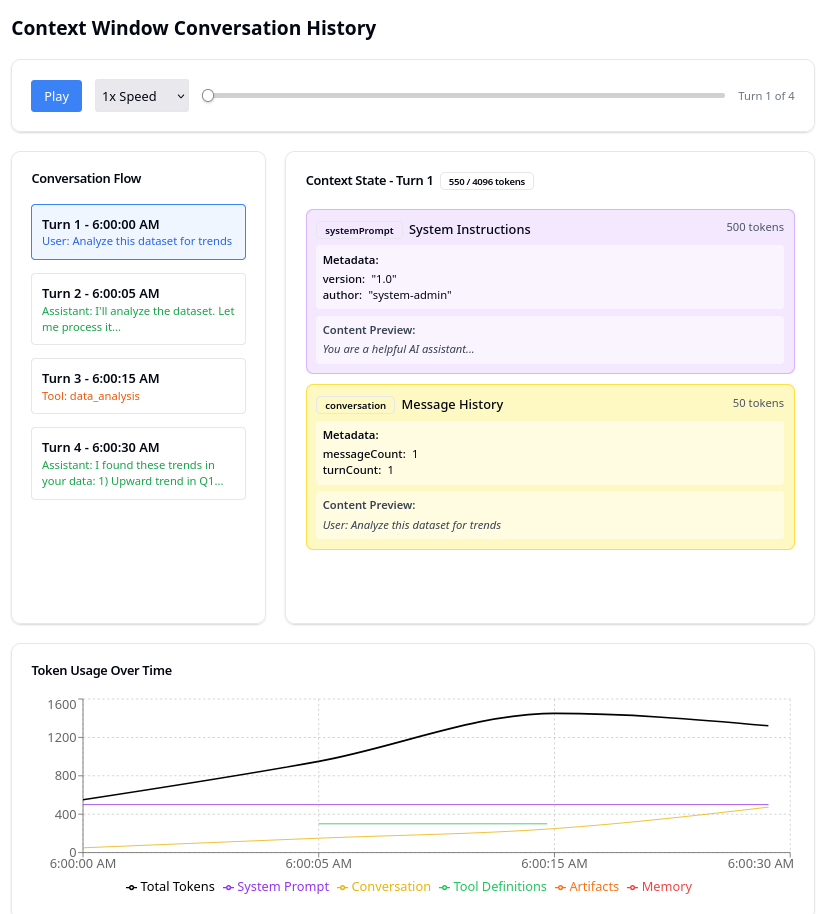 Context Window Conversation History
Play
1x Speed
Turn 1 of 4
Conversation Flow
Turn 1 - 6:00:00 AM
User: Analyze this dataset for trends
Turn 2 - 6:00:05 AM
Assistant: I'll analyze the dataset. Let
me process it...
Turn 3 - 6:00:15 AM
Tool: data_analysis
Turn 4 - 6:00:30 AM
Assistant: I found these trends in
your data: 1) Upward trend in Q1...
Context State - Turn 1 550 / 4096 tokens
systemPrompt System Instructions 500 tokens
Metadata:
version: "1.0"
author: "system-admin"
Content Preview:
You are a helpful AI assistant...
conversation Message History 50 tokens
Metadata:
messageCount: 1
turnCount: 1
Content Preview:
User: Analyze this dataset for trends
Token Usage Over Time
1600
1200
800
400
0
6:00:00 AM 6:00:05 AM 6:00:15 AM 6:00:30 AM
Total Tokens System Prompt Conversation Tool Definitions Artifacts Memory